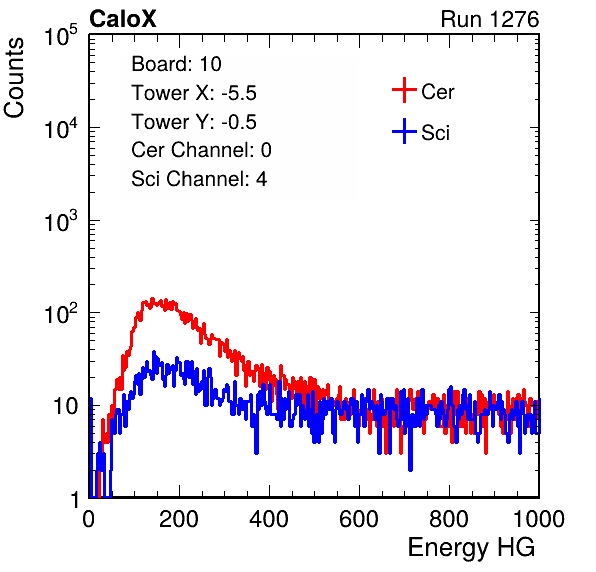 CaloX Run 1276
Counts
10^5
10^4
10^3
10^2
10
1
Board: 10
Tower X: -5.5
Tower Y: -0.5
Cer Channel: 0
Sci Channel: 4
Cer
Sci
0 200 400 600 800 1000
Energy HG